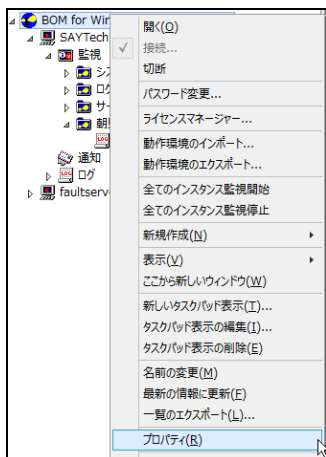 BOM for Wir
SAYTech
監視
シス
ログ
サー
朝
通知
ログ
faultserv
開く(O)
接続...
切断
パスワード変更...
ライセンスマネージャー...
動作環境のインポート...
動作環境のエクスポート...
全てのインスタンス監視開始
全てのインスタンス監視停止
新規作成(N)
表示(V)
ここから新しいウィンドウ(W)
新しいタスクパッド表示(T)...
タスクパッド表示の編集(I)...
タスクパッド表示の削除(E)
名前の変更(M)
最新の情報に更新(F)
一覧のエクスポート(L)...
プロパティ(R)